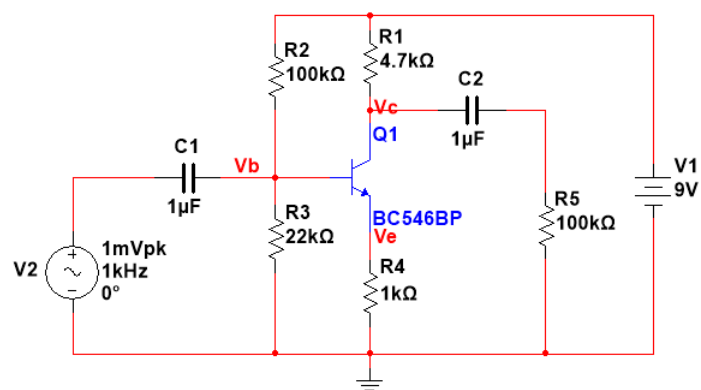 R2
100kΩ
R1
4.7kΩ
C2
1µF
Vc
Q1
C1
1µF
Vb
V1
9V
R3
22kΩ
BC546BP
Ve
R5
100kΩ
V2
1mVpk
1kHz
0°
R4
1kΩ